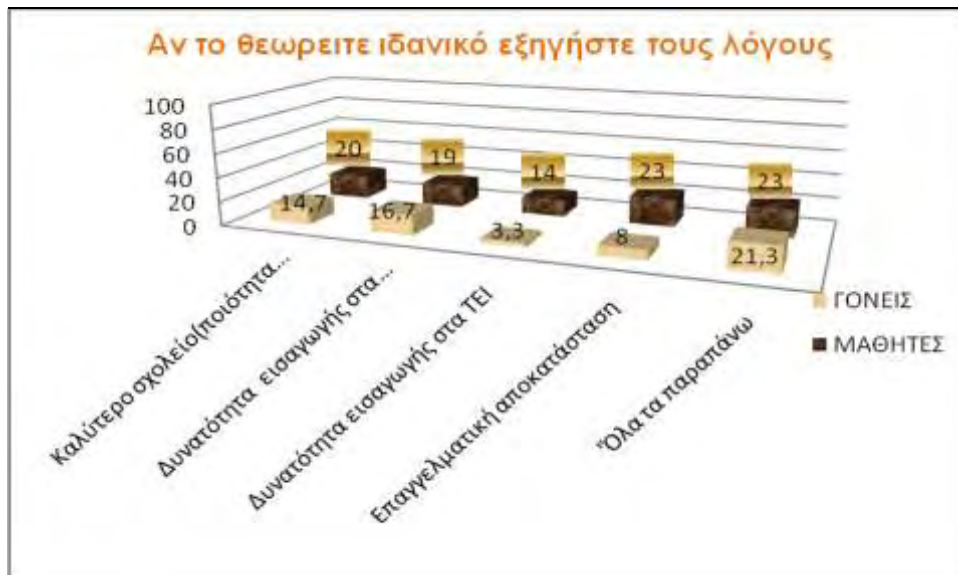 Αν το θεωρειτε ιδανικό εξηγήστε τους λόγους
100
80
60
40
20
0
20
19
14
23
23
14,7
16,7
3,3
8
21,3
Καλύτερο σχολείο(ποιότητα...
Δυνατότητα εισαγωγής στα...
Δυνατότητα εισαγωγής στα ΤΕΙ
Επαγγελματική αποκατάσταση
Όλα τα παραπάνω
ΓΟΝΕΙΣ
ΜΑΘΗΤΕΣ